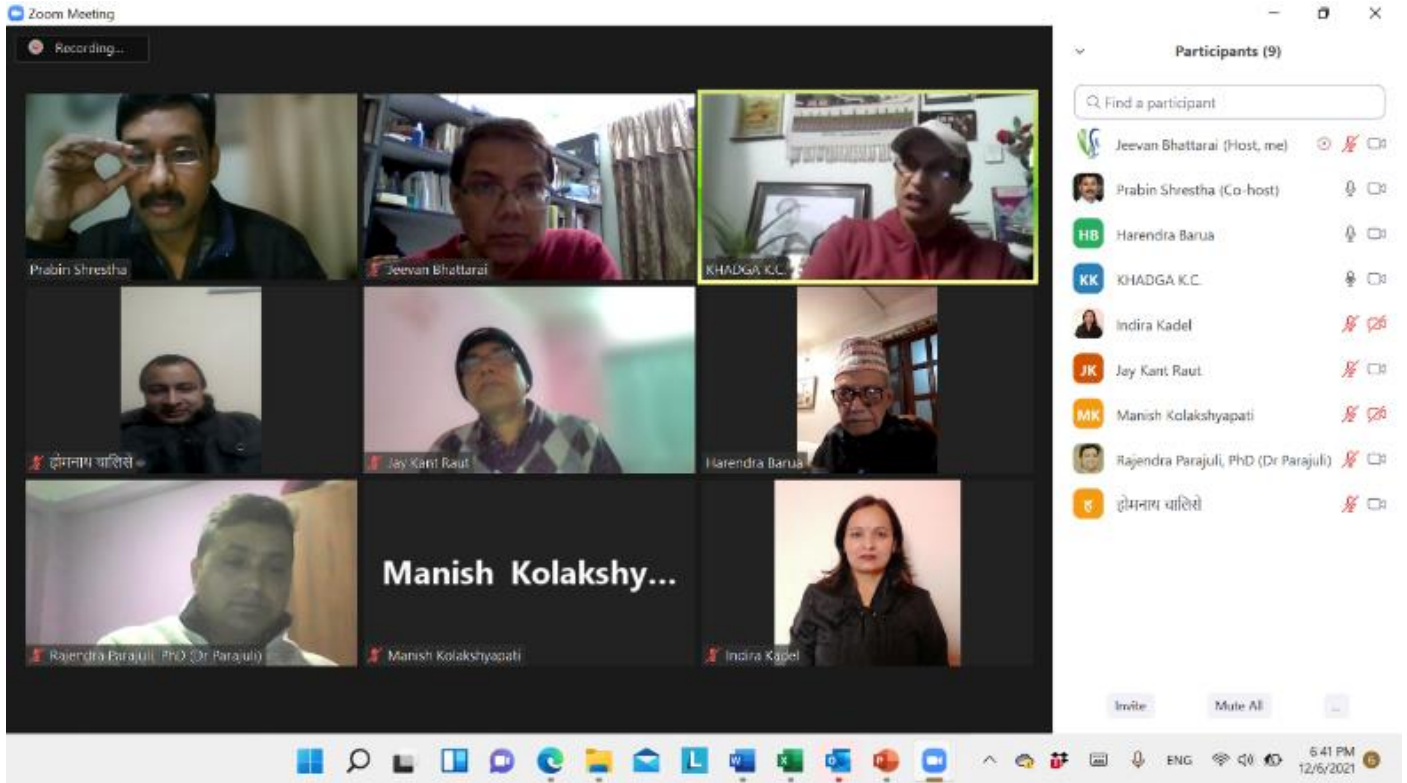 Zoom Meeting
Recording...
Prabin Shrestha
Jeevan Bhattarai
KHADGA K.C.
होमनाथ चालिसे
Jay Kant Raut
Harendra Barua
Rajendra Parajuli, PhD (Dr Parajuli)
Manish Kolakshy...
Manish Kolakshyapati
Indira Kadel
Participants (9)
Find a participant
Jeevan Bhattarai (Host, me)
Prabin Shrestha (Co-host)
HB Harendra Barua
KK KHADGA K.C.
Indira Kadel
JK Jay Kant Raut
MK Manish Kolakshyapati
Rajendra Parajuli, PhD (Dr Parajuli)
ह होमनाथ चालिसे
Invite Mute All ...
L ENG 6:41 PM
12/6/2021 6